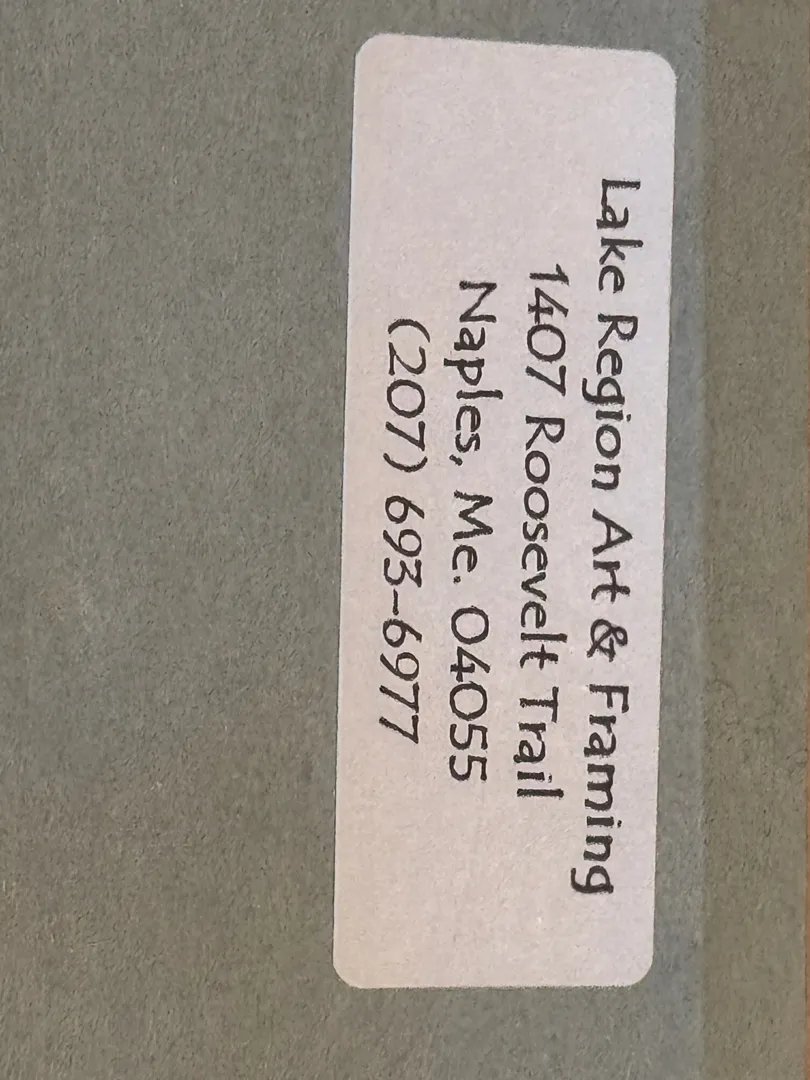 Lake Region Art & Framing
1407 Roosevelt Trail
Naples, Me. 04055
(207) 693-6977